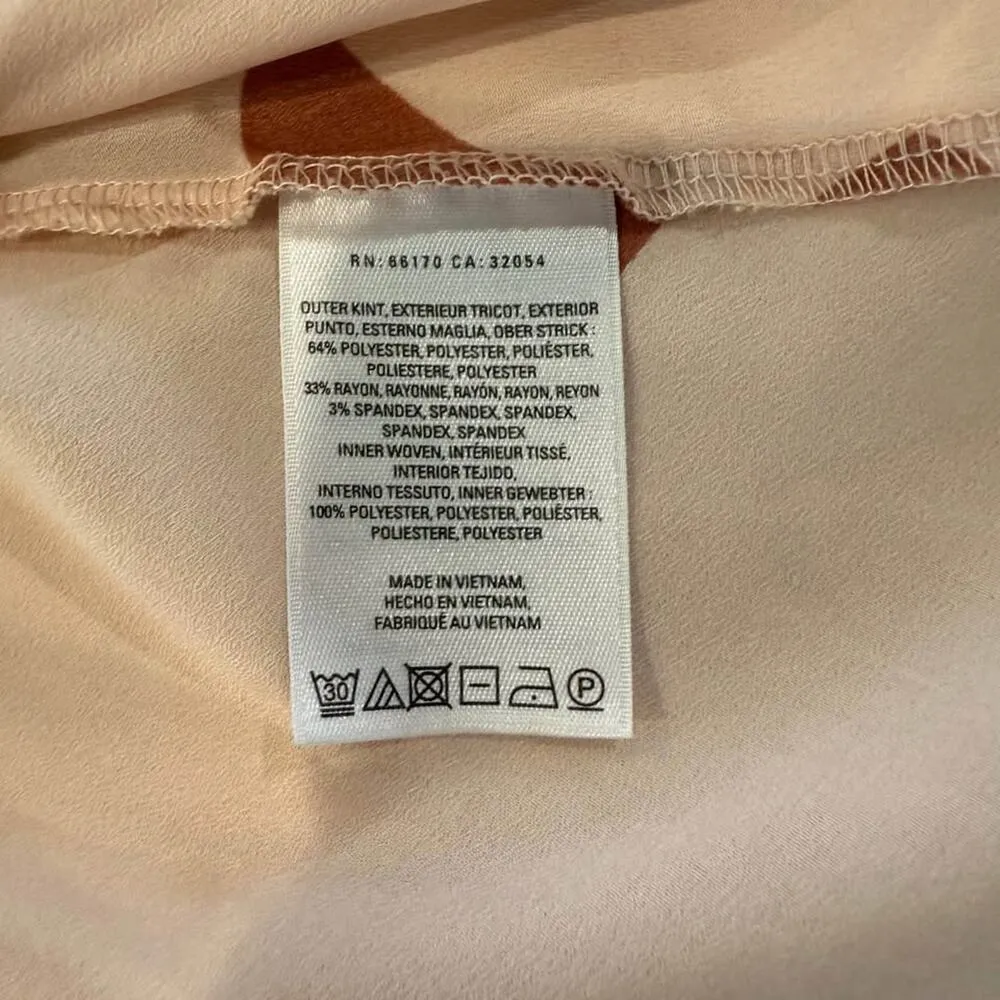 RN: 66170 CA: 32054
OUTER KINT, EXTERIEUR TRICOT, EXTERIOR
PUNTO, ESTERNO MAGLIA, OBER STRICK :
64% POLYESTER, POLYESTER, POLIÉSTER,
POLIESTERE, POLYESTER
33% RAYON, RAYONNE, RAYÓN, RAYON, REYON
3% SPANDEX, SPANDEX, SPANDEX,
SPANDEX, SPANDEX
INNER WOVEN, INTÉRIEUR TISSÉ,
INTERIOR TEJIDO,
INTERNO TESSUTO, INNER GEWEBTER :
100% POLYESTER, POLYESTER, POLIÉSTER,
POLIESTERE, POLYESTER
MADE IN VIETNAM,
HECHO EN VIETNAM,
FABRIQUÉ AU VIETNAM
30 P